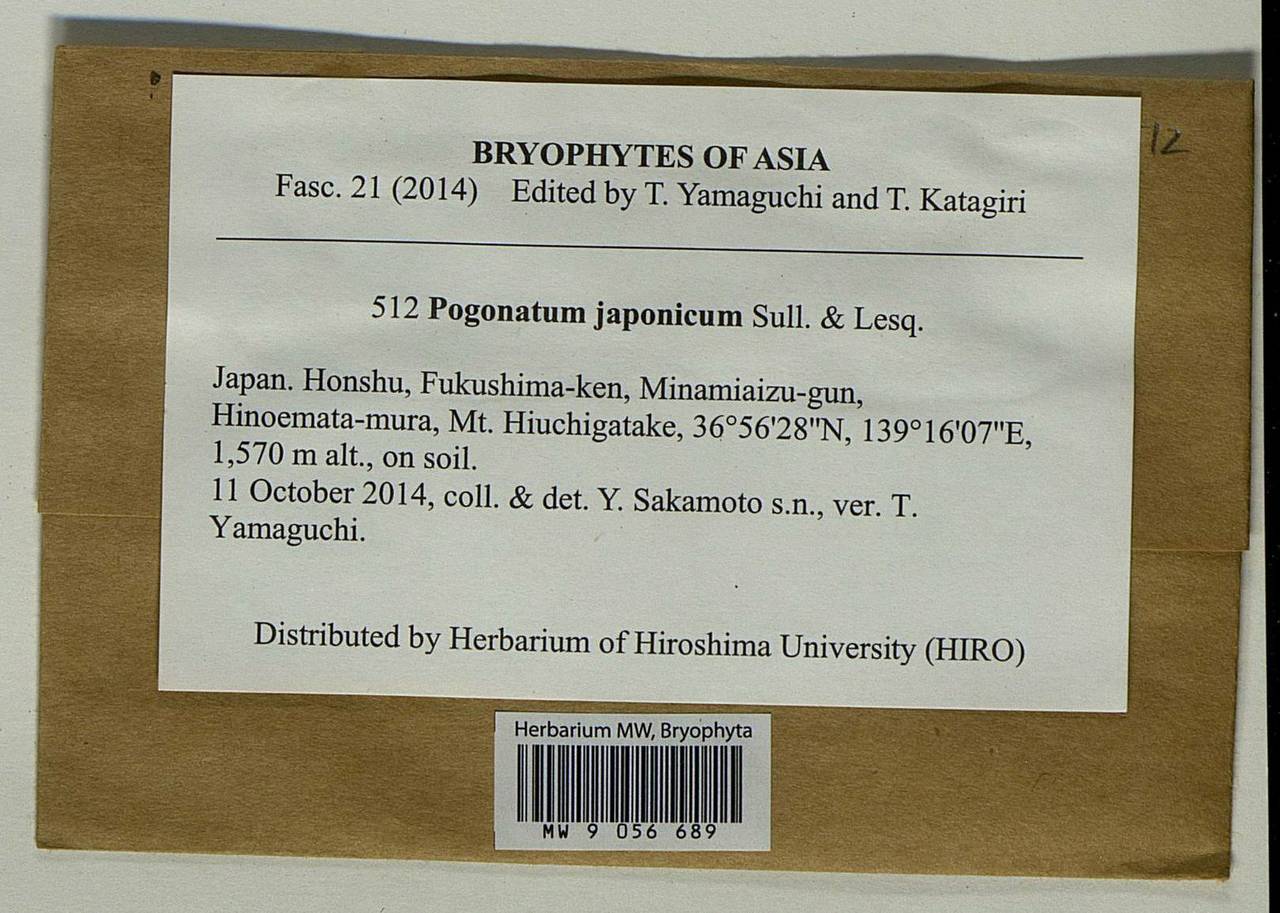 BRYOPHYTES OF ASIA
Fasc. 21 (2014) Edited by T. Yamaguchi and T. Katagiri
512 Pogonatum japonicum Sull. & Lesq.
Japan. Honshu, Fukushima-ken, Minamiaizu-gun,
Hinoemata-mura, Mt. Hiuchigatake, 36°56'28"N, 139°16'07"E,
1,570 m alt., on soil.
11 October 2014, coll. & det. Y. Sakamoto s.n., ver. T.
Yamaguchi.
Distributed by Herbarium of Hiroshima University (HIRO)
Herbarium MW, Bryophyta
MW 9 056 689